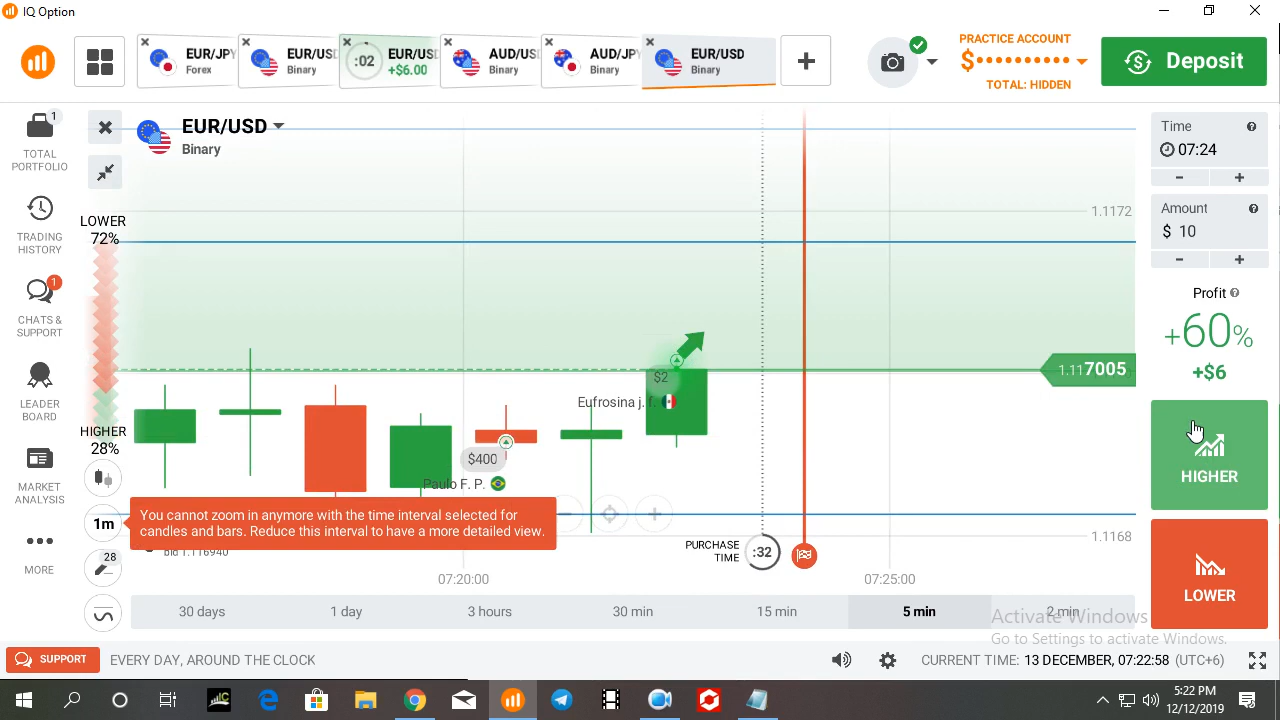 IQ Option
EUR/JPY
Forex
EUR/USD
Binary
:02
EUR/USD
+$6.00
AUD/USD
Binary
AUD/JPY
Binary
EUR/USD
Binary
PRACTICE ACCOUNT
$
TOTAL: HIDDEN
Deposit
1
TOTAL
PORTFOLIO
TRADING
HISTORY
1
CHATS &
SUPPORT
LEADER
BOARD
MARKET
ANALYSIS
MORE
EUR/USD
Binary
LOWER
72%
HIGHER
28%
1m
28
1.1172
1.117005
1.1168
$2
Eufrosina j. f.
$400
Paulo F. P.
You cannot zoom in anymore with the time interval selected for
candles and bars. Reduce this interval to have a more detailed view.
bid 1.116940
PURCHASE
TIME
:32
07:20:00
07:25:00
30 days
1 day
3 hours
30 min
15 min
5 min
2 min
Time
07:24
- +
Amount
$ 10
- +
Profit
+60%
+$6
HIGHER
LOWER
Activate Windows
Go to Settings to activate Windows.
SUPPORT
EVERY DAY, AROUND THE CLOCK
CURRENT TIME: 13 DECEMBER, 07:22:58 (UTC+6)
5:22 PM
12/12/2019